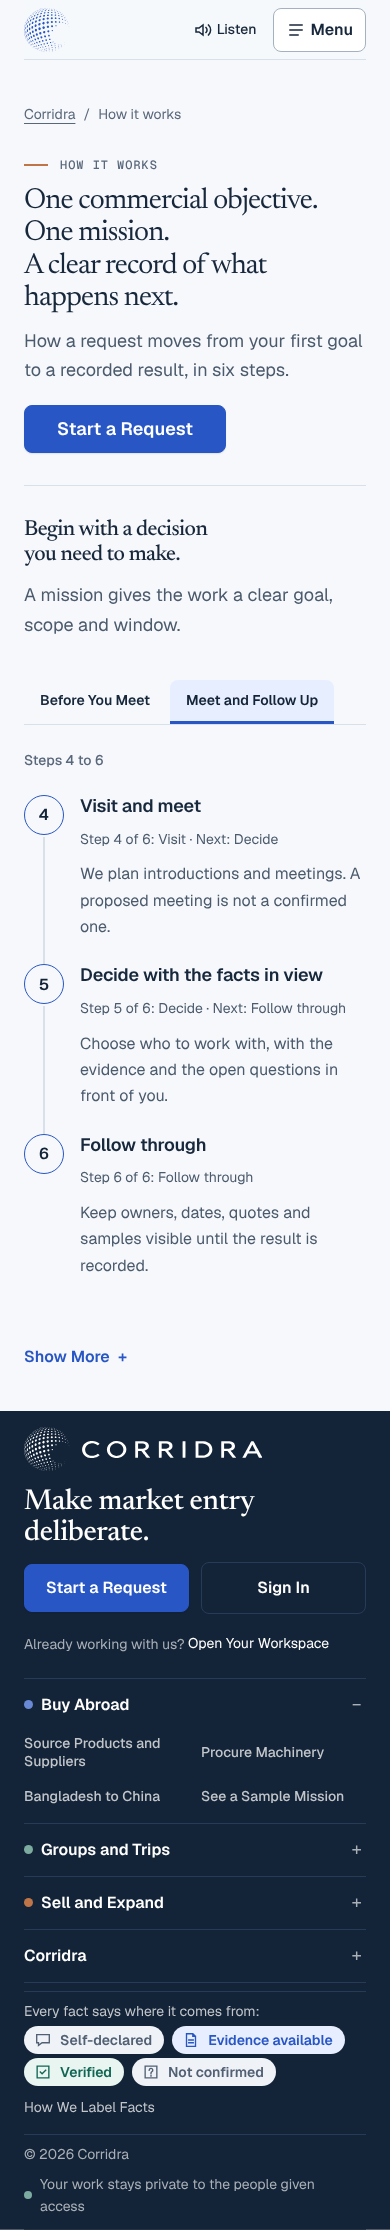 Listen
Menu
Corridra / How it works
HOW IT WORKS
One commercial objective.
One mission.
A clear record of what
happens next.
How a request moves from your first goal
to a recorded result, in six steps.
Start a Request
Begin with a decision
you need to make.
A mission gives the work a clear goal,
scope and window.
Before You Meet
Meet and Follow Up
Steps 4 to 6
4
Visit and meet
Step 4 of 6: Visit · Next: Decide
We plan introductions and meetings. A
proposed meeting is not a confirmed
one.
5
Decide with the facts in view
Step 5 of 6: Decide · Next: Follow through
Choose who to work with, with the
evidence and the open questions in
front of you.
6
Follow through
Step 6 of 6: Follow through
Keep owners, dates, quotes and
samples visible until the result is
recorded.
Show More +
CORRIDRA
Make market entry
deliberate.
Start a Request
Sign In
Already working with us? Open Your Workspace
Buy Abroad −
Source Products and
Suppliers
Procure Machinery
Bangladesh to China
See a Sample Mission
Groups and Trips +
Sell and Expand +
Corridra +
Every fact says where it comes from:
Self-declared
Evidence available
Verified
Not confirmed
How We Label Facts
© 2026 Corridra
Your work stays private to the people given
access